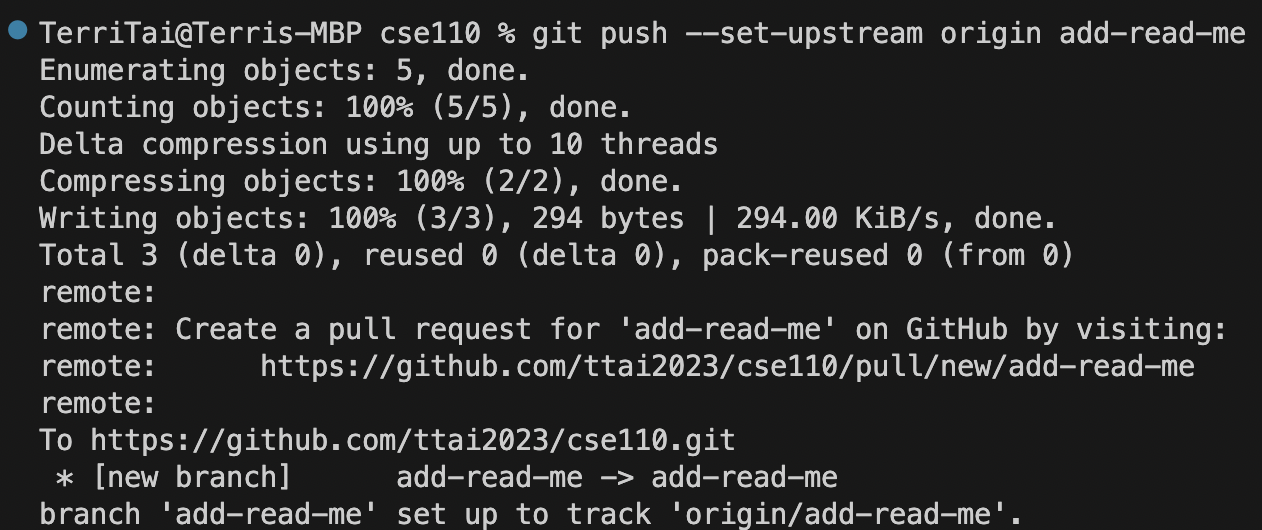 TerriTai@Terris-MBP cse110 % git push --set-upstream origin add-read-me
Enumerating objects: 5, done.
Counting objects: 100% (5/5), done.
Delta compression using up to 10 threads
Compressing objects: 100% (2/2), done.
Writing objects: 100% (3/3), 294 bytes | 294.00 KiB/s, done.
Total 3 (delta 0), reused 0 (delta 0), pack-reused 0 (from 0)
remote:
remote: Create a pull request for 'add-read-me' on GitHub by visiting:
remote:      https://github.com/ttai2023/cse110/pull/new/add-read-me
remote:
To https://github.com/ttai2023/cse110.git
 * [new branch]      add-read-me -> add-read-me
branch 'add-read-me' set up to track 'origin/add-read-me'.